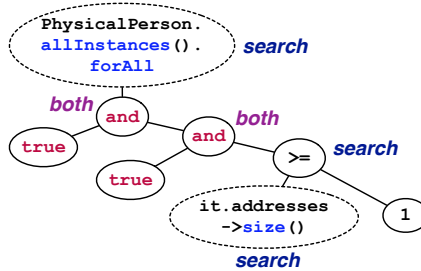 PhysicalPerson.
allInstances().
forAll
search
both
and
both
true
and
search
>=
true
it.addresses
->size()
1
search